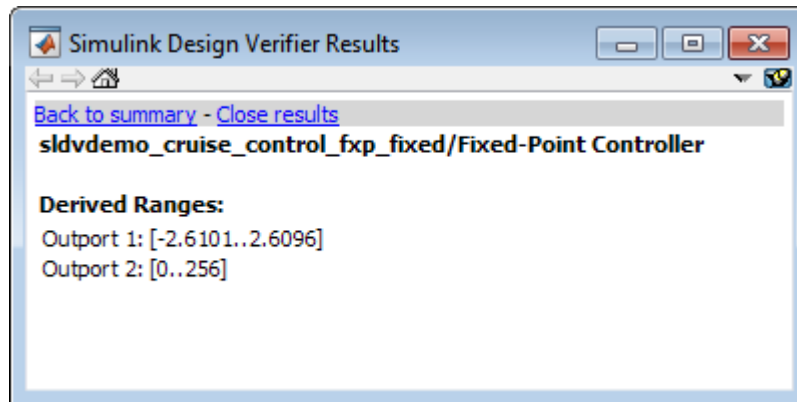 Simulink Design Verifier Results
Back to summary - Close results
sldvdemo_cruise_control_fxp_fixed/Fixed-Point Controller
Derived Ranges:
Outport 1: [-2.6101..2.6096]
Outport 2: [0..256]